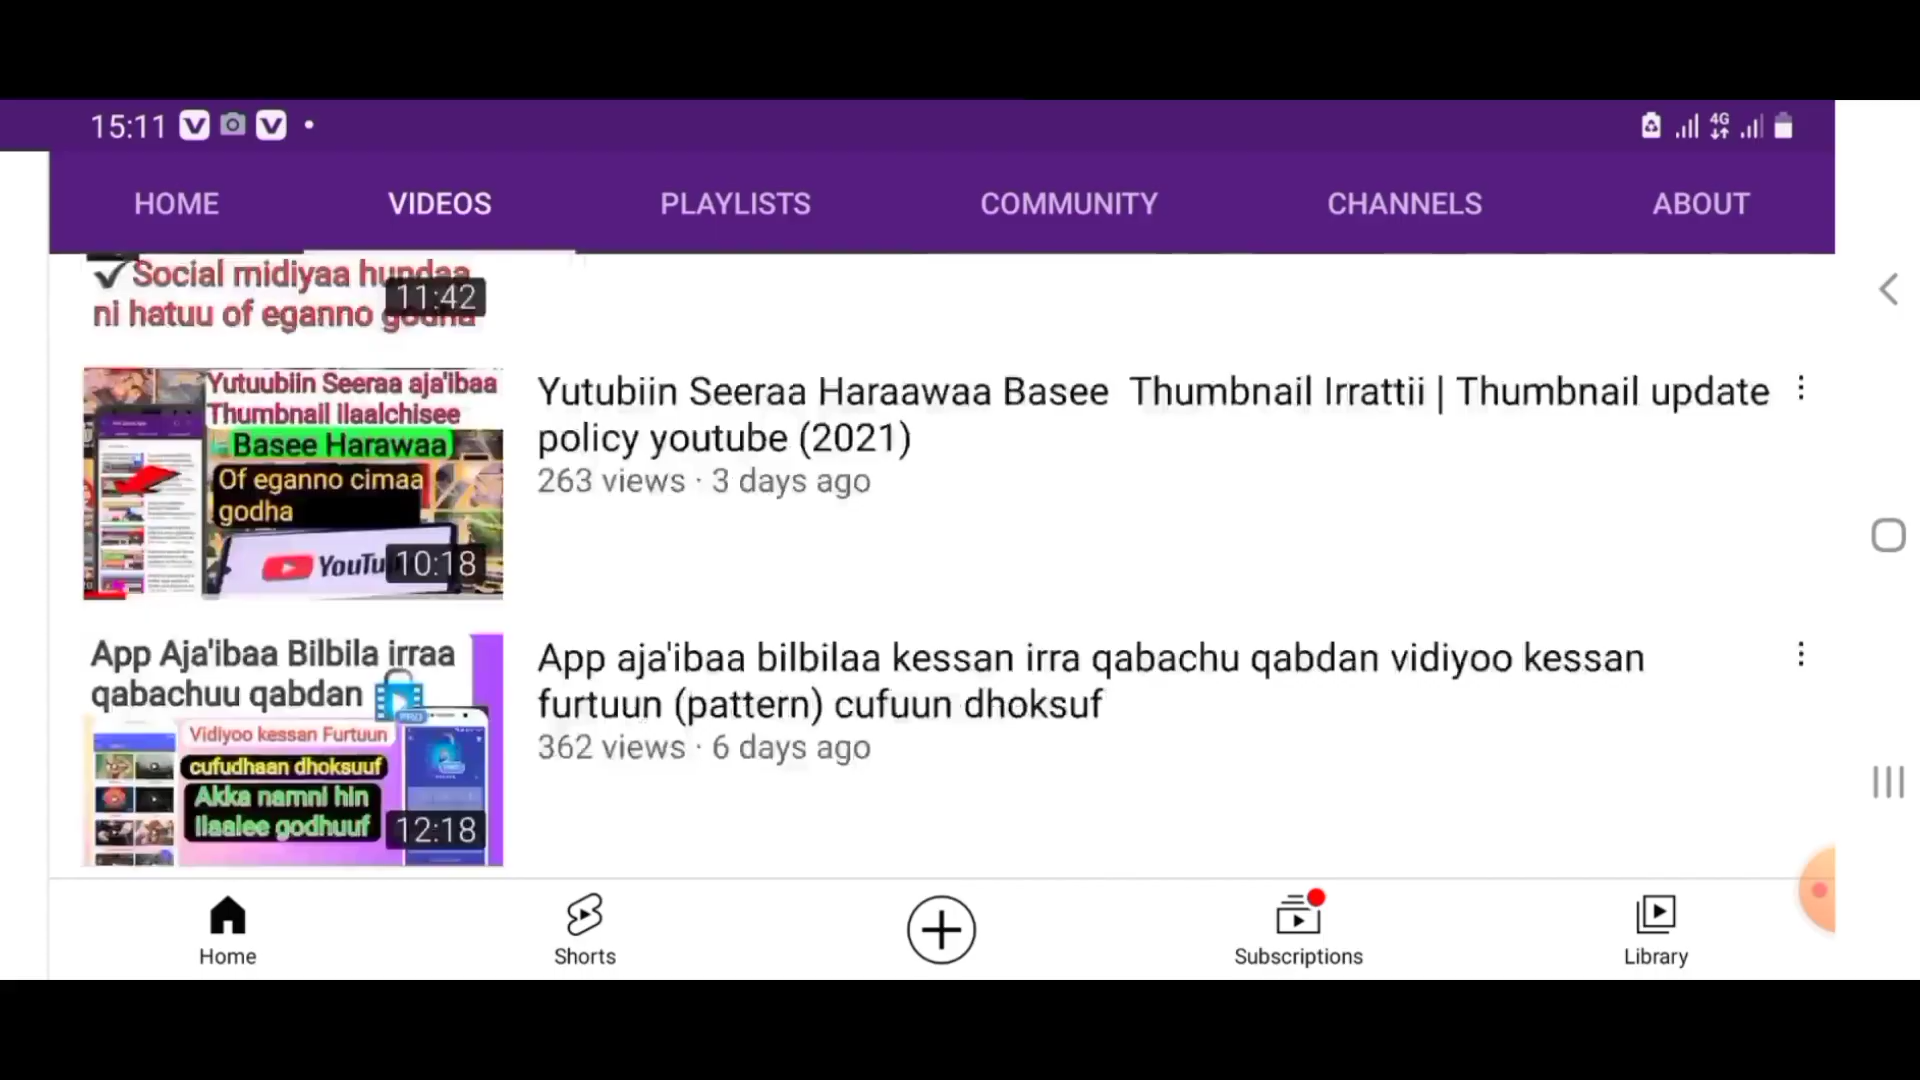 15:11
4G
HOME VIDEOS PLAYLISTS COMMUNITY CHANNELS ABOUT
✓Social midiyaa hundaa
ni hatuu of eganno godha
11:42
Yutuubiin Seeraa aja'ibaa
Thumbnail ilaalchisee
Basee Harawaa
Of eganno cimaa
godha
10:18
Yutubiin Seeraa Haraawaa Basee Thumbnail Irrattii | Thumbnail update
policy youtube (2021)
263 views · 3 days ago
App Aja'ibaa Bilbila irraa
qabachuu qabdan
PRO
Vidiyoo kessan Furtuun
cufudhaan dhoksuuf
Akka namni hin
ilaalee godhuuf
12:18
App aja'ibaa bilbilaa kessan irra qabachu qabdan vidiyoo kessan
furtuun (pattern) cufuun dhoksuf
362 views · 6 days ago
Home Shorts Subscriptions Library